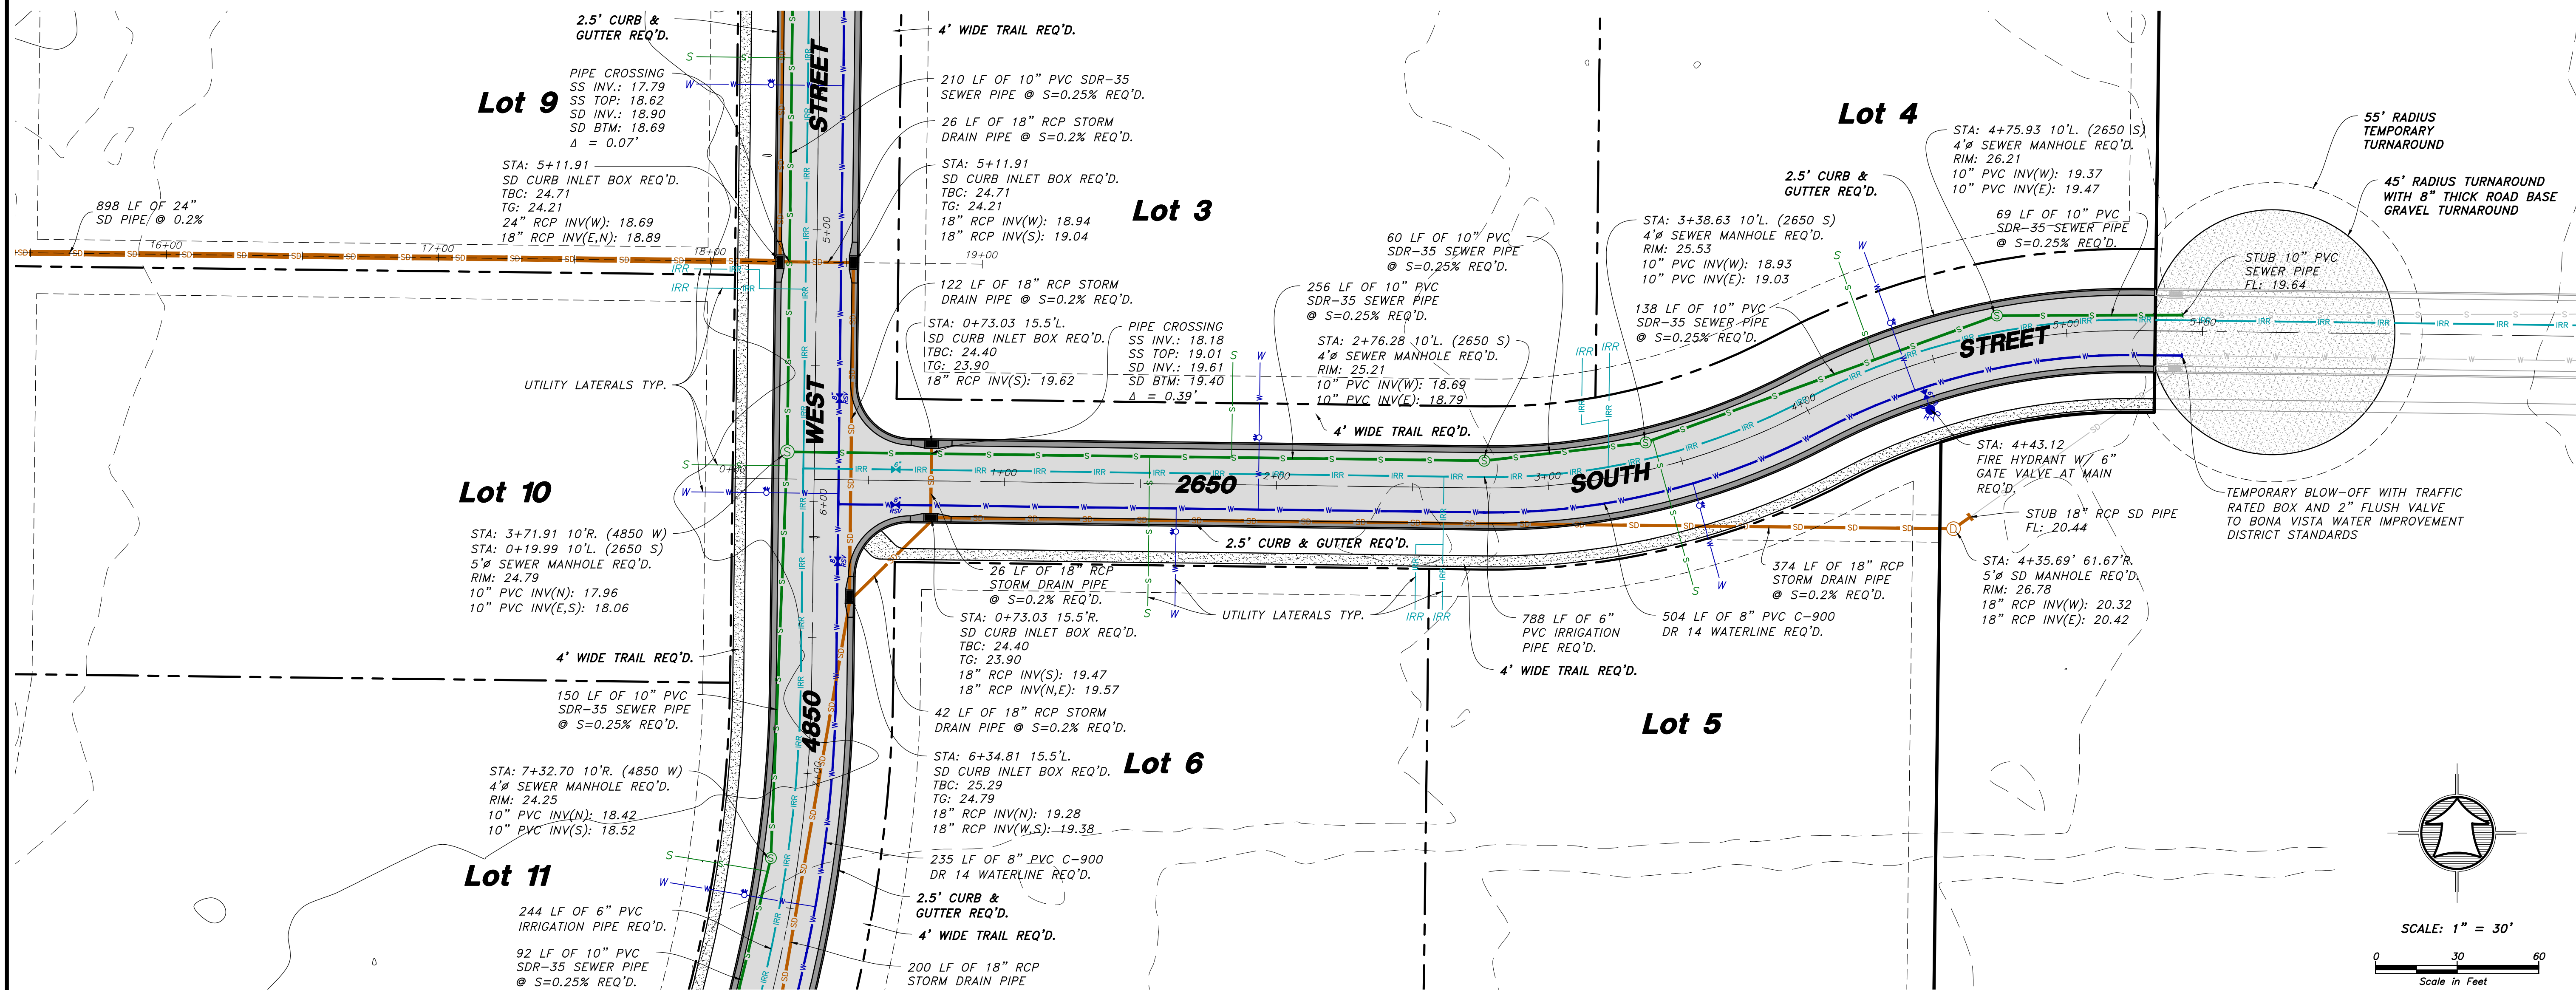 2.5' CURB &
GUTTER REQ'D.
PIPE CROSSING
SS INV.: 17.79
SS TOP: 18.62
SD INV.: 18.90
SD BTM: 18.69
Δ = 0.07'
Lot 9
STA: 5+11.91
SD CURB INLET BOX REQ'D.
TBC: 24.71
TG: 24.21
24" RCP INV(W): 18.69
18" RCP INV(E,N): 18.89
898 LF OF 24"
SD PIPE @ 0.2%
16+00
17+00
18+00
19+00
UTILITY LATERALS TYP.
Lot 10
STA: 3+71.91 10'R. (4850 W)
STA: 0+19.99 10'L. (2650 S)
5'ø SEWER MANHOLE REQ'D.
RIM: 24.79
10" PVC INV(N): 17.96
10" PVC INV(E,S): 18.06
4' WIDE TRAIL REQ'D.
150 LF OF 10" PVC
SDR-35 SEWER PIPE
@ S=0.25% REQ'D.
STA: 7+32.70 10'R. (4850 W)
4'ø SEWER MANHOLE REQ'D.
RIM: 24.25
10" PVC INV(N): 18.42
10" PVC INV(S): 18.52
Lot 11
244 LF OF 6" PVC
IRRIGATION PIPE REQ'D.
92 LF OF 10" PVC
SDR-35 SEWER PIPE
@ S=0.25% REQ'D.
4850
WEST
STREET
5+00
6+00
4' WIDE TRAIL REQ'D.
210 LF OF 10" PVC SDR-35
SEWER PIPE @ S=0.25% REQ'D.
26 LF OF 18" RCP STORM
DRAIN PIPE @ S=0.2% REQ'D.
STA: 5+11.91
SD CURB INLET BOX REQ'D.
TBC: 24.71
TG: 24.21
18" RCP INV(W): 18.94
18" RCP INV(S): 19.04
Lot 3
122 LF OF 18" RCP STORM
DRAIN PIPE @ S=0.2% REQ'D.
STA: 0+73.03 15.5'L.
SD CURB INLET BOX REQ'D.
TBC: 24.40
TG: 23.90
18" RCP INV(S): 19.62
PIPE CROSSING
SS INV.: 18.18
SS TOP: 19.01
SD INV.: 19.61
SD BTM: 19.40
Δ = 0.39'
256 LF OF 10" PVC
SDR-35 SEWER PIPE
@ S=0.25% REQ'D.
60 LF OF 10" PVC
SDR-35 SEWER PIPE
@ S=0.25% REQ'D.
STA: 2+76.28 10'L. (2650 S)
4'ø SEWER MANHOLE REQ'D.
RIM: 25.21
10" PVC INV(W): 18.69
10" PVC INV(E): 18.79
4' WIDE TRAIL REQ'D.
STA: 3+38.63 10'L. (2650 S)
4'ø SEWER MANHOLE REQ'D.
RIM: 25.53
10" PVC INV(W): 18.93
10" PVC INV(E): 19.03
138 LF OF 10" PVC
SDR-35 SEWER PIPE
@ S=0.25% REQ'D.
Lot 4
2.5' CURB &
GUTTER REQ'D.
STA: 4+75.93 10'L. (2650 S)
4'ø SEWER MANHOLE REQ'D.
RIM: 26.21
10" PVC INV(W): 19.37
10" PVC INV(E): 19.47
69 LF OF 10" PVC
SDR-35 SEWER PIPE
@ S=0.25% REQ'D.
55' RADIUS
TEMPORARY
TURNAROUND
45' RADIUS TURNAROUND
WITH 8" THICK ROAD BASE
GRAVEL TURNAROUND
STUB 10" PVC
SEWER PIPE
FL: 19.64
0+00
1+00
2+00
3+00
4+00
5+00
5+50
2650
SOUTH
STREET
2.5' CURB & GUTTER REQ'D.
26 LF OF 18" RCP
STORM DRAIN PIPE
@ S=0.2% REQ'D.
STA: 0+73.03 15.5'R.
SD CURB INLET BOX REQ'D.
TBC: 24.40
TG: 23.90
18" RCP INV(S): 19.47
18" RCP INV(N,E): 19.57
42 LF OF 18" RCP STORM
DRAIN PIPE @ S=0.2% REQ'D.
STA: 6+34.81 15.5'L.
SD CURB INLET BOX REQ'D.
TBC: 25.29
TG: 24.79
18" RCP INV(N): 19.28
18" RCP INV(W,S): 19.38
Lot 6
235 LF OF 8" PVC C-900
DR 14 WATERLINE REQ'D.
2.5' CURB &
GUTTER REQ'D.
4' WIDE TRAIL REQ'D.
200 LF OF 18" RCP
STORM DRAIN PIPE
UTILITY LATERALS TYP.
788 LF OF 6"
PVC IRRIGATION
PIPE REQ'D.
4' WIDE TRAIL REQ'D.
504 LF OF 8" PVC C-900
DR 14 WATERLINE REQ'D.
Lot 5
374 LF OF 18" RCP
STORM DRAIN PIPE
@ S=0.2% REQ'D.
STA: 4+43.12
FIRE HYDRANT W/ 6"
GATE VALVE AT MAIN
REQ'D.
STUB 18" RCP SD PIPE
FL: 20.44
STA: 4+35.69' 61.67'R.
5'ø SD MANHOLE REQ'D.
RIM: 26.78
18" RCP INV(W): 20.32
18" RCP INV(E): 20.42
TEMPORARY BLOW-OFF WITH TRAFFIC
RATED BOX AND 2" FLUSH VALVE
TO BONA VISTA WATER IMPROVEMENT
DISTRICT STANDARDS
SCALE: 1" = 30'
0 30 60
Scale in Feet